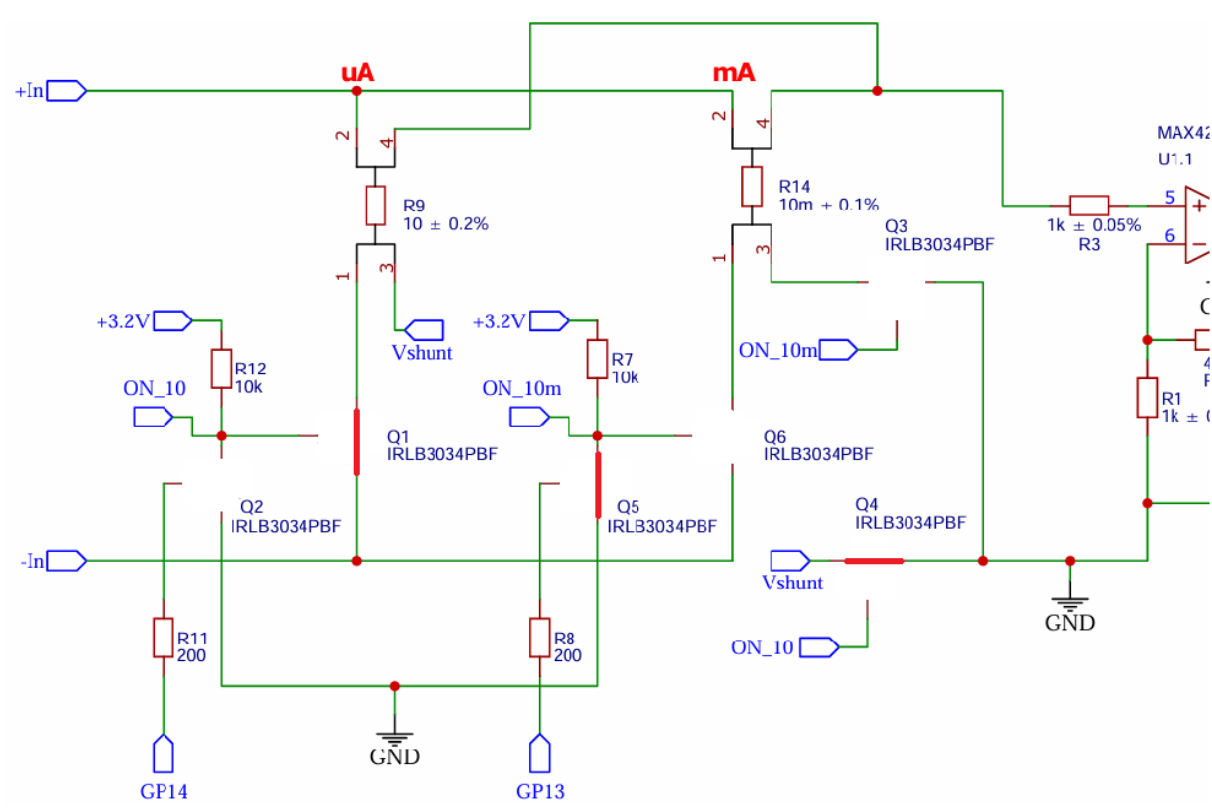 uA
mA
+In
2
4
2
4
MAX42
U1.1
R9
10 ± 0.2%
R14
10m + 0.1%
Q3
IRLB3034PBF
5
6
1k ± 0.05%
R3
1
3
1
3
+3.2V
Vshunt
+3.2V
ON_10m
R12
10k
R7
10k
ON_10
ON_10m
R1
1k ±
Q1
IRLB3034PBF
Q6
IRLB3034PBF
Q2
IRLB3034PBF
Q5
IRLB3034PBF
Q4
IRLB3034PBF
-In
Vshunt
GND
R11
200
R8
200
ON_10
GND
GP14
GP13